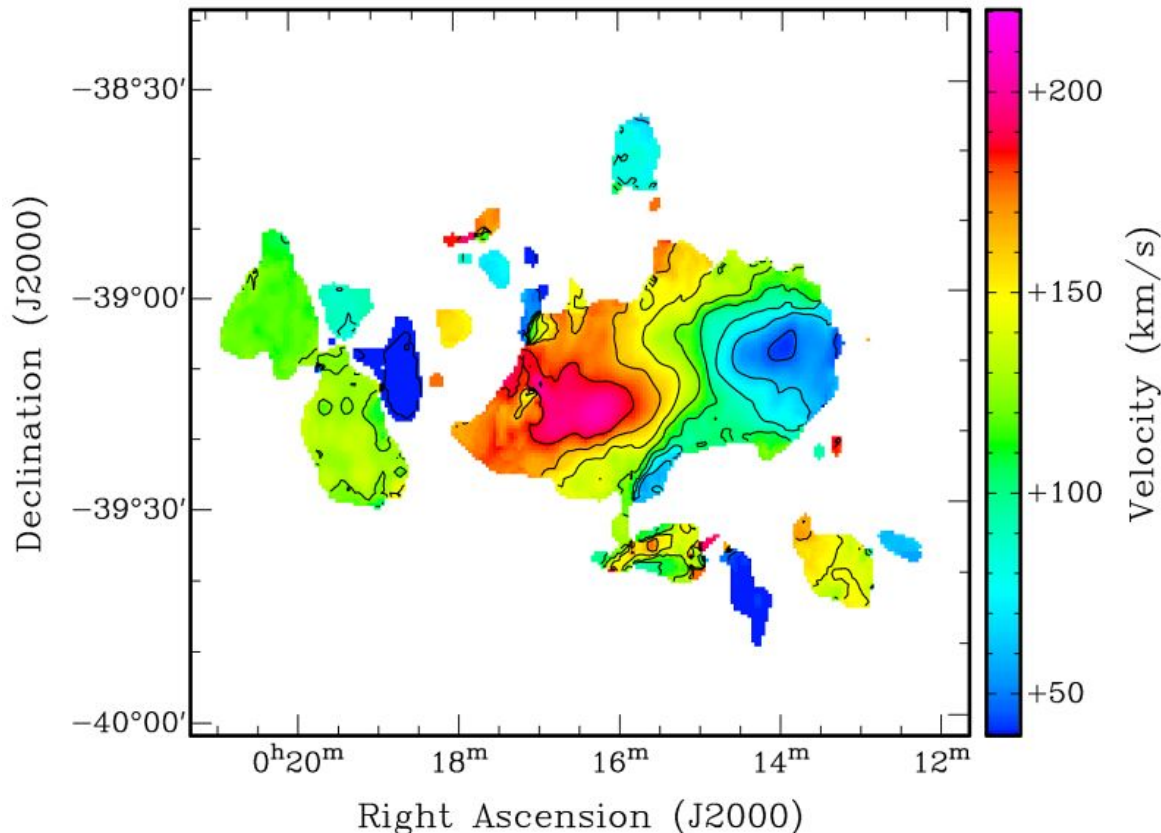 −38°30′
−39°00′
−39°30′
−40°00′
Declination (J2000)
0ʰ20ᵐ 18ᵐ 16ᵐ 14ᵐ 12ᵐ
Right Ascension (J2000)
+200
+150
+100
+50
Velocity (km/s)